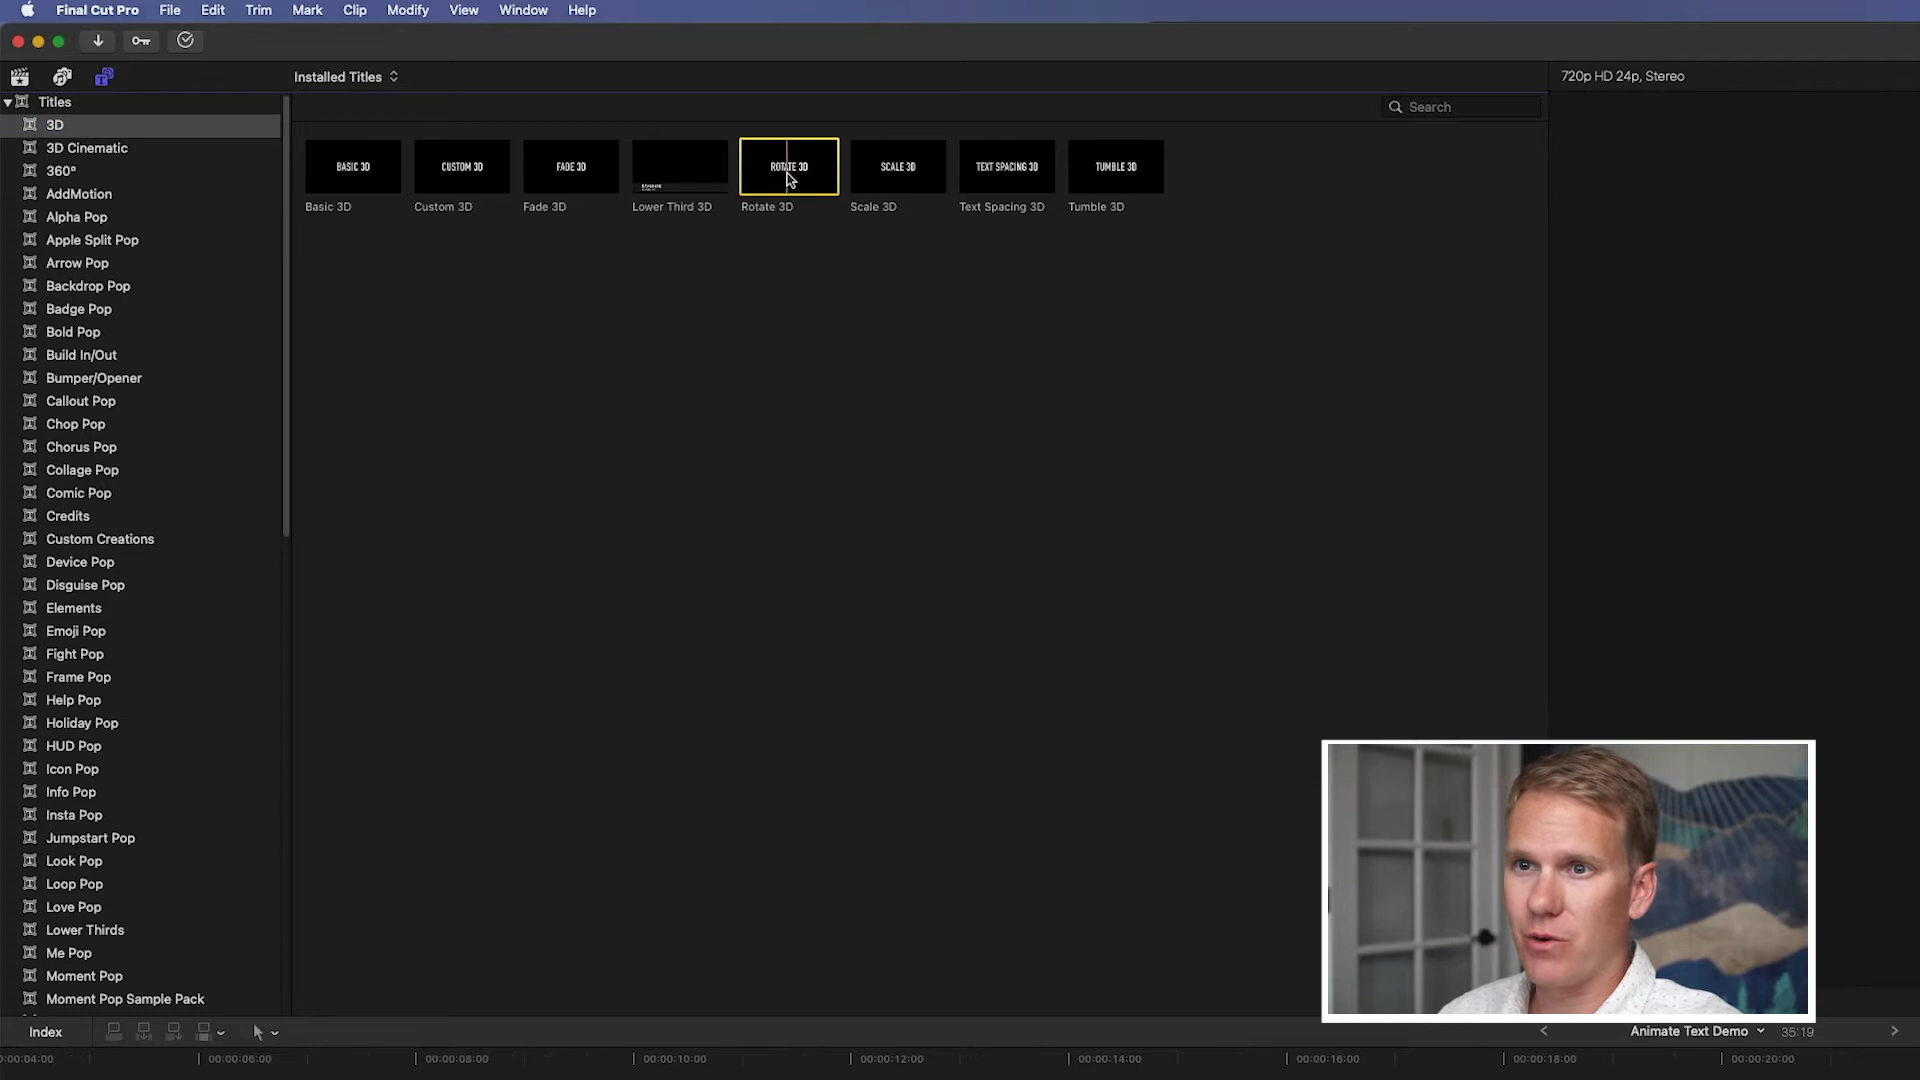 Final Cut Pro File Edit Trim Mark Clip Modify View Window Help
Installed Titles
720p HD 24p, Stereo
Titles
Search
3D
3D Cinematic
360°
AddMotion
Alpha Pop
Apple Split Pop
Arrow Pop
Backdrop Pop
Badge Pop
Bold Pop
Build In/Out
Bumper/Opener
Callout Pop
Chop Pop
Chorus Pop
Collage Pop
Comic Pop
Credits
Custom Creations
Device Pop
Disguise Pop
Elements
Emoji Pop
Fight Pop
Frame Pop
Help Pop
Holiday Pop
HUD Pop
Icon Pop
Info Pop
Insta Pop
Jumpstart Pop
Look Pop
Loop Pop
Love Pop
Lower Thirds
Me Pop
Moment Pop
Moment Pop Sample Pack
BASIC 3D CUSTOM 3D FADE 3D ROTATE 3D SCALE 3D TEXT SPACING 3D TUMBLE 3D
Basic 3D Custom 3D Fade 3D Lower Third 3D Rotate 3D Scale 3D Text Spacing 3D Tumble 3D
Index
Animate Text Demo 35:19
00:00:04:00 00:00:06:00 00:00:08:00 00:00:10:00 00:00:12:00 00:00:14:00 00:00:16:00 00:00:18:00 00:00:20:00